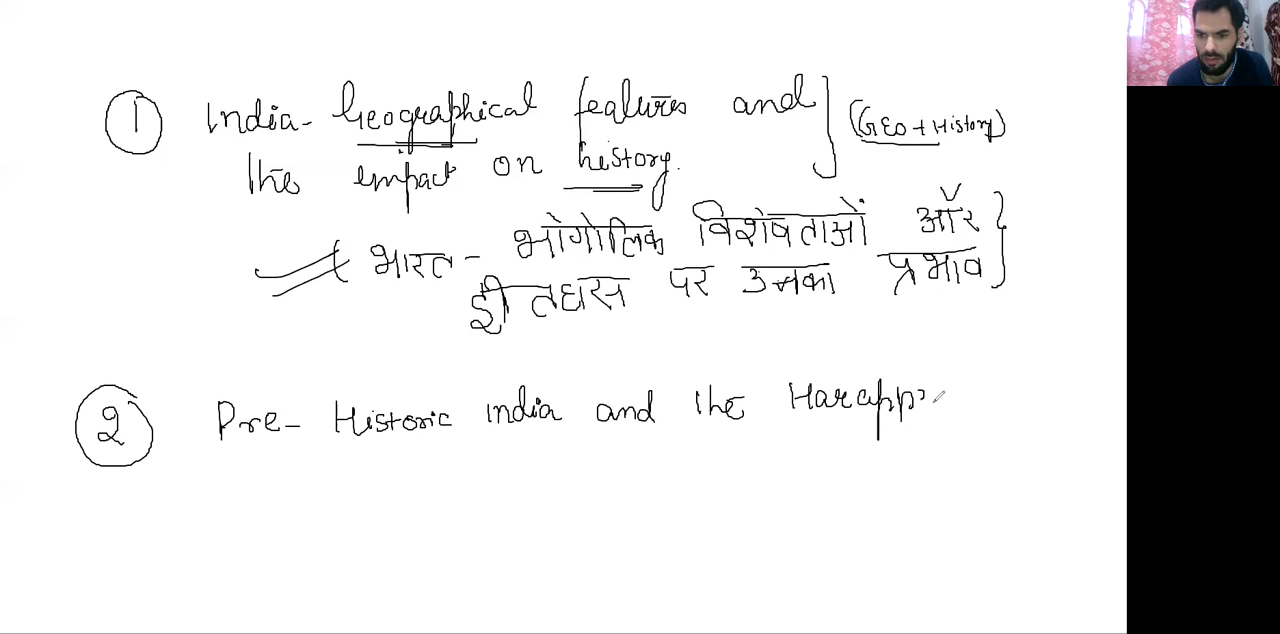 1 India- Geographical features and
the impact on history. (GEO + History)
भारत - भोगोलिक विशेषताओं और
इतिहास पर उनका प्रभाव
2 Pre- Historic india and the Harapp